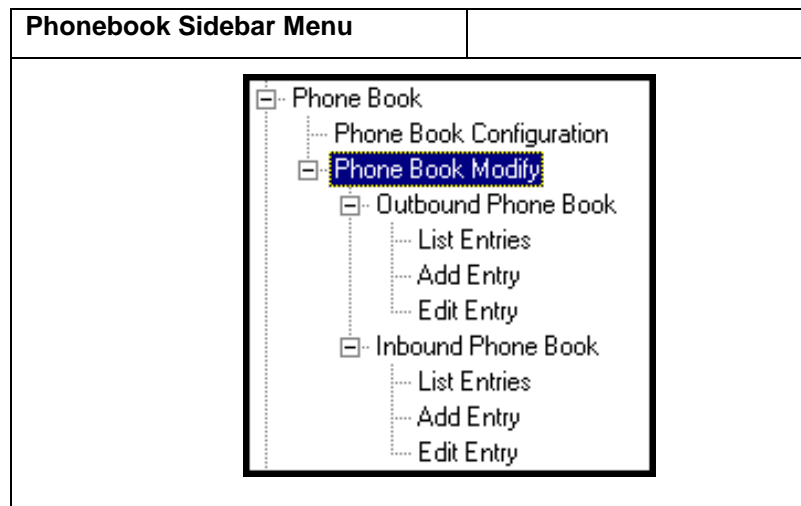 Phonebook Sidebar Menu
Phone Book
Phone Book Configuration
Phone Book Modify
Outbound Phone Book
List Entries
Add Entry
Edit Entry
Inbound Phone Book
List Entries
Add Entry
Edit Entry